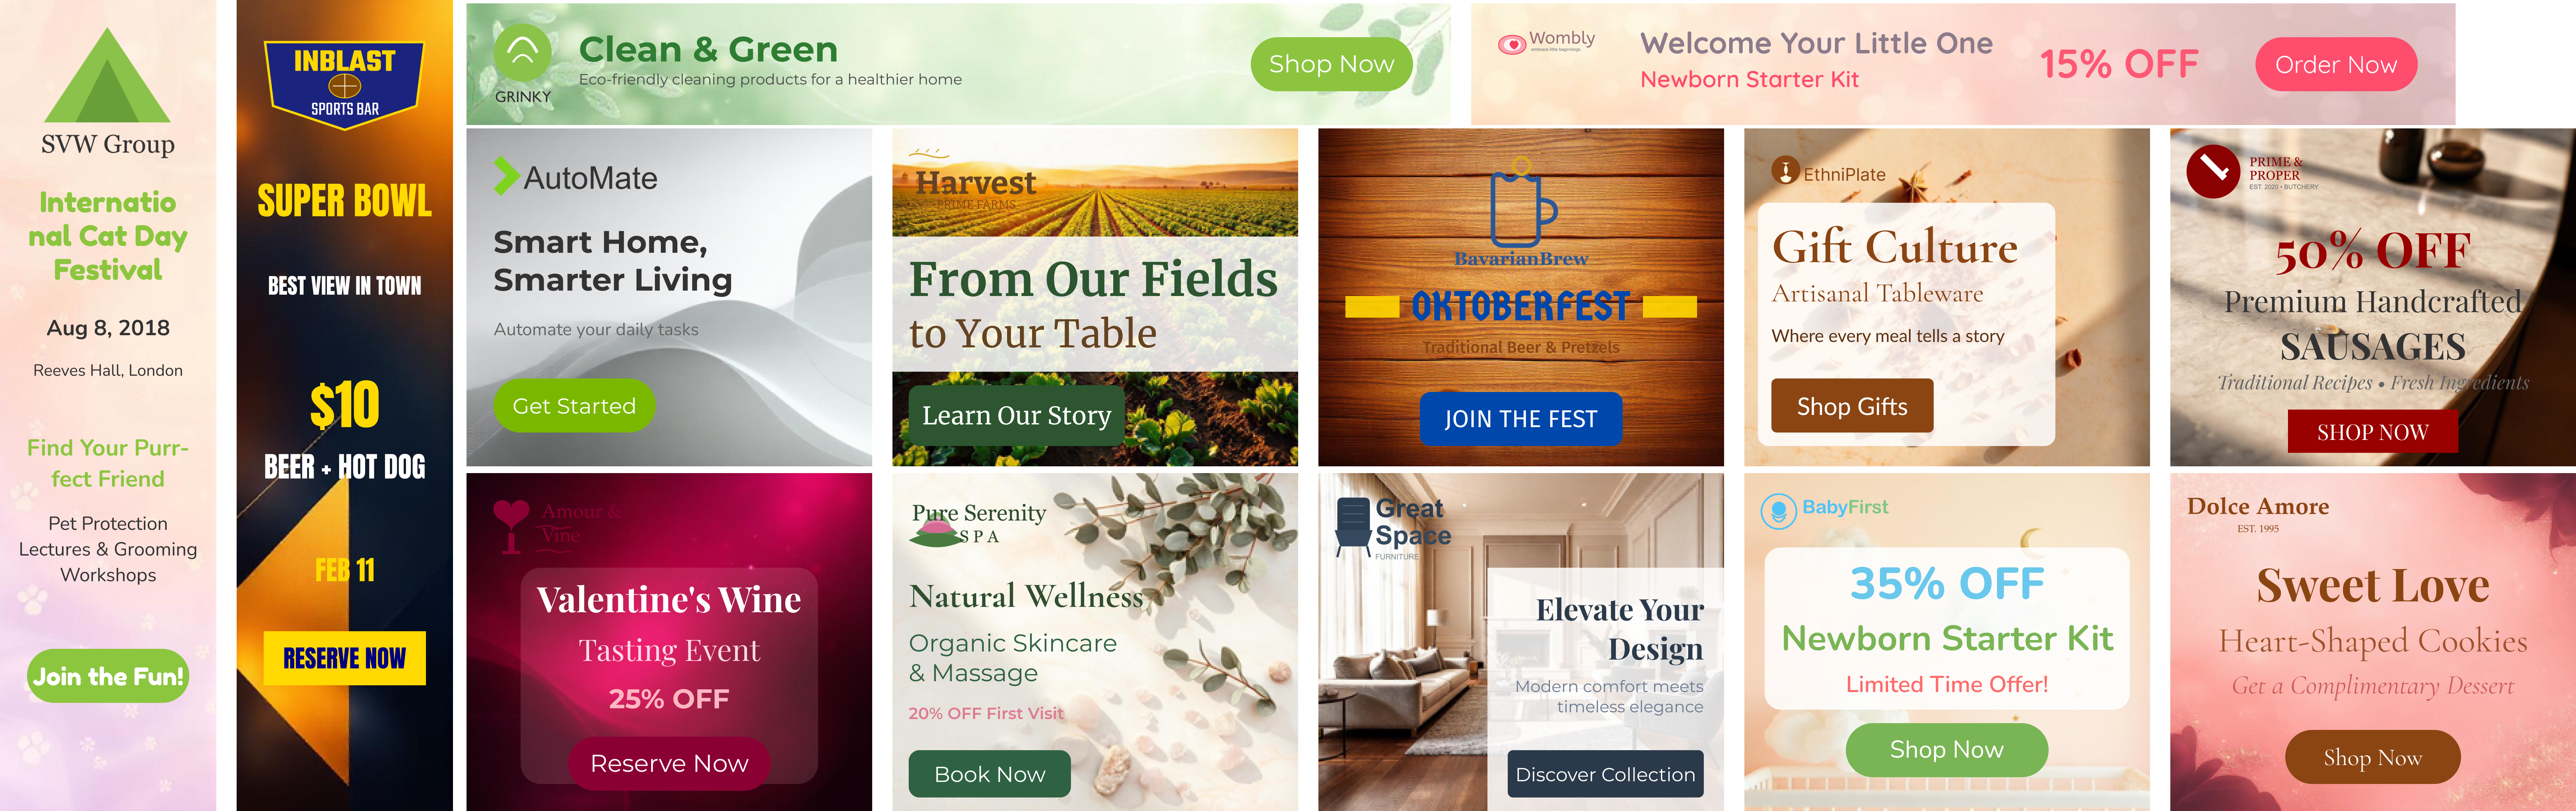 SVW Group
Internatio
nal Cat Day
Festival
Aug 8, 2018
Reeves Hall, London
Find Your Purr-
fect Friend
Pet Protection
Lectures & Grooming
Workshops
Join the Fun!
INBLAST
SPORTS BAR
SUPER BOWL
BEST VIEW IN TOWN
$10
BEER + HOT DOG
FEB 11
RESERVE NOW
GRINKY
Clean & Green
Eco-friendly cleaning products for a healthier home
Shop Now
Wombly
embrace little beginnings
Welcome Your Little One
Newborn Starter Kit
15% OFF
Order Now
AutoMate
Smart Home,
Smarter Living
Automate your daily tasks
Get Started
Harvest
PRIME FARMS
From Our Fields
to Your Table
Learn Our Story
BavarianBrew
OKTOBERFEST
Traditional Beer & Pretzels
JOIN THE FEST
EthniPlate
Gift Culture
Artisanal Tableware
Where every meal tells a story
Shop Gifts
PRIME &
PROPER
EST. 2020 • BUTCHERY
50% OFF
Premium Handcrafted
SAUSAGES
Traditional Recipes • Fresh Ingredients
SHOP NOW
Amour &
Vine
Valentine's Wine
Tasting Event
25% OFF
Reserve Now
Pure Serenity
SPA
Natural Wellness
Organic Skincare
& Massage
20% OFF First Visit
Book Now
Great
Space
FURNITURE
Elevate Your
Design
Modern comfort meets
timeless elegance
Discover Collection
BabyFirst
35% OFF
Newborn Starter Kit
Limited Time Offer!
Shop Now
Dolce Amore
EST. 1995
Sweet Love
Heart-Shaped Cookies
Get a Complimentary Dessert
Shop Now